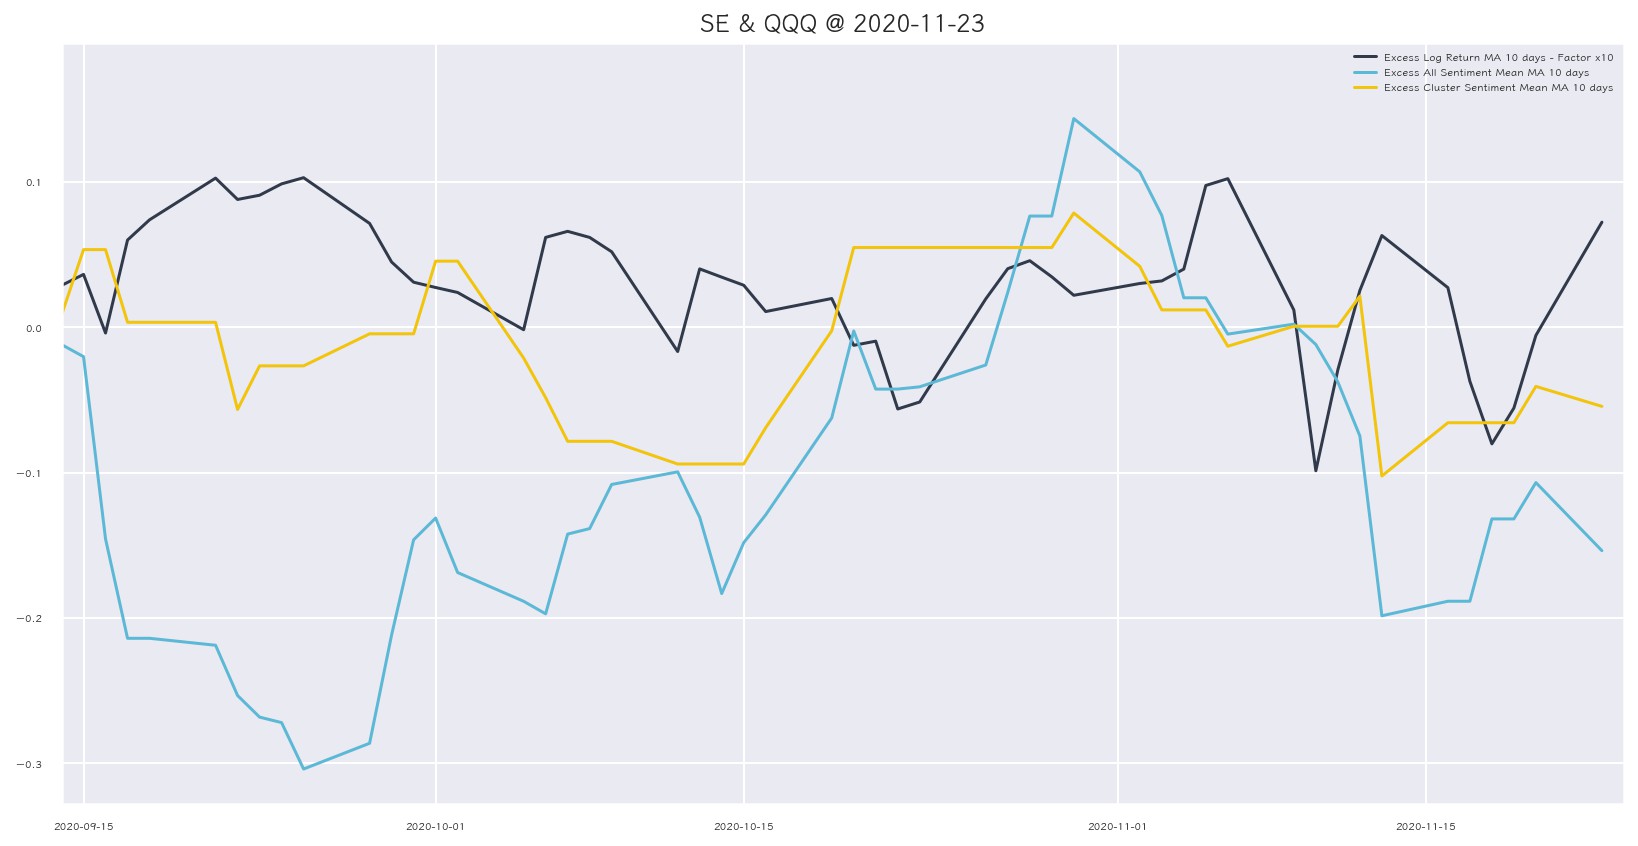 SE & QQQ @ 2020-11-23
Excess Log Return MA 10 days - Factor x10
Excess All Sentiment Mean MA 10 days
Excess Cluster Sentiment Mean MA 10 days
0.1
0.0
−0.1
−0.2
−0.3
2020-09-15 2020-10-01 2020-10-15 2020-11-01 2020-11-15